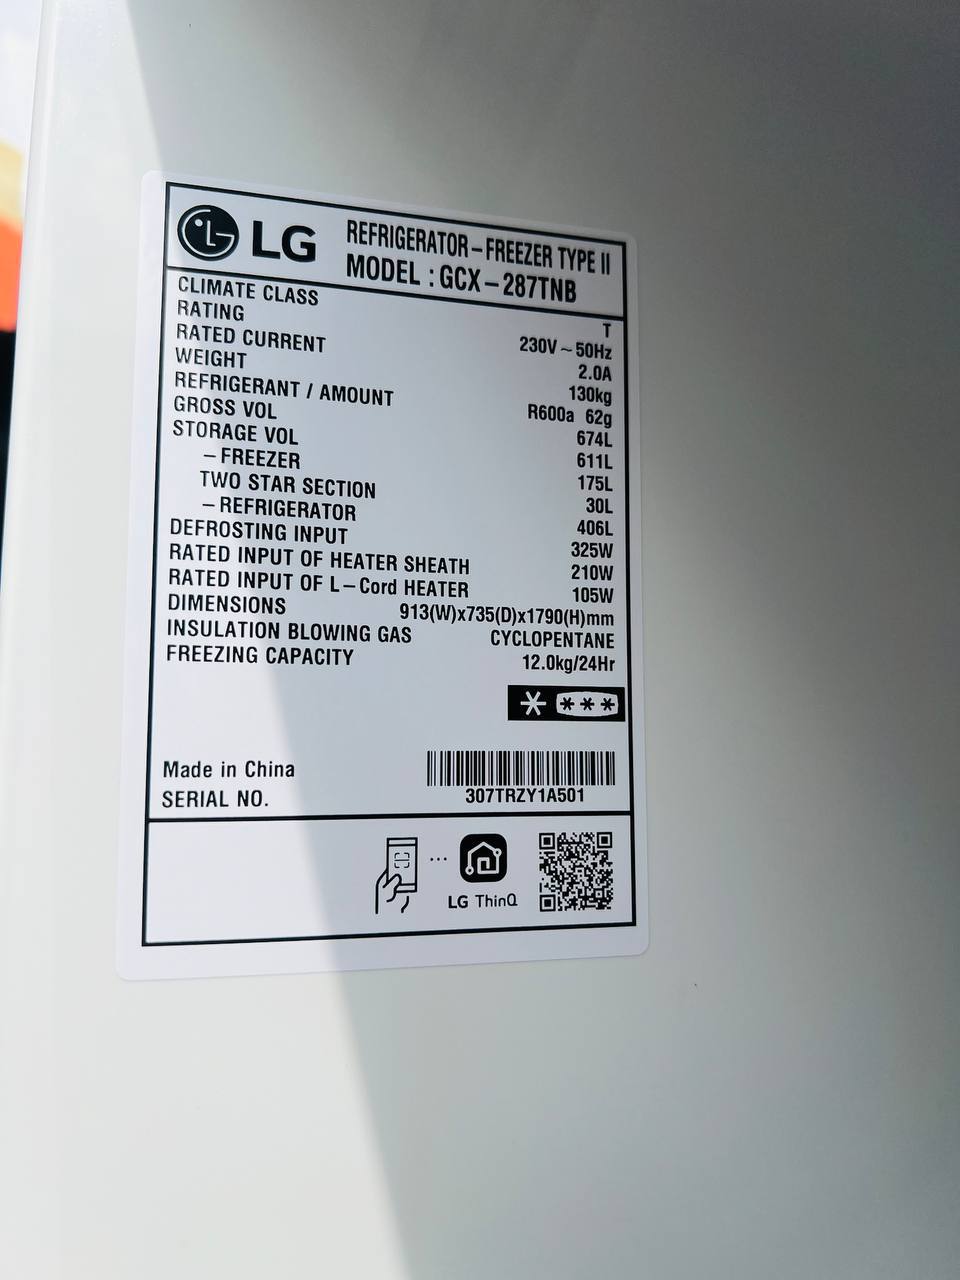 LG
REFRIGERATOR-FREEZER TYPE II
MODEL : GCX-287TNB
CLIMATE CLASS T
RATING 230V~50Hz
RATED CURRENT 2.0A
WEIGHT 130kg
REFRIGERANT / AMOUNT R600a 62g
GROSS VOL 674L
STORAGE VOL 611L
-FREEZER 175L
TWO STAR SECTION 30L
-REFRIGERATOR 406L
DEFROSTING INPUT 325W
RATED INPUT OF HEATER SHEATH 210W
RATED INPUT OF L-Cord HEATER 105W
DIMENSIONS 913(W)x735(D)x1790(H)mm
INSULATION BLOWING GAS CYCLOPENTANE
FREEZING CAPACITY 12.0kg/24Hr
Made in China
SERIAL NO. 307TRZY1A501
LG ThinQ